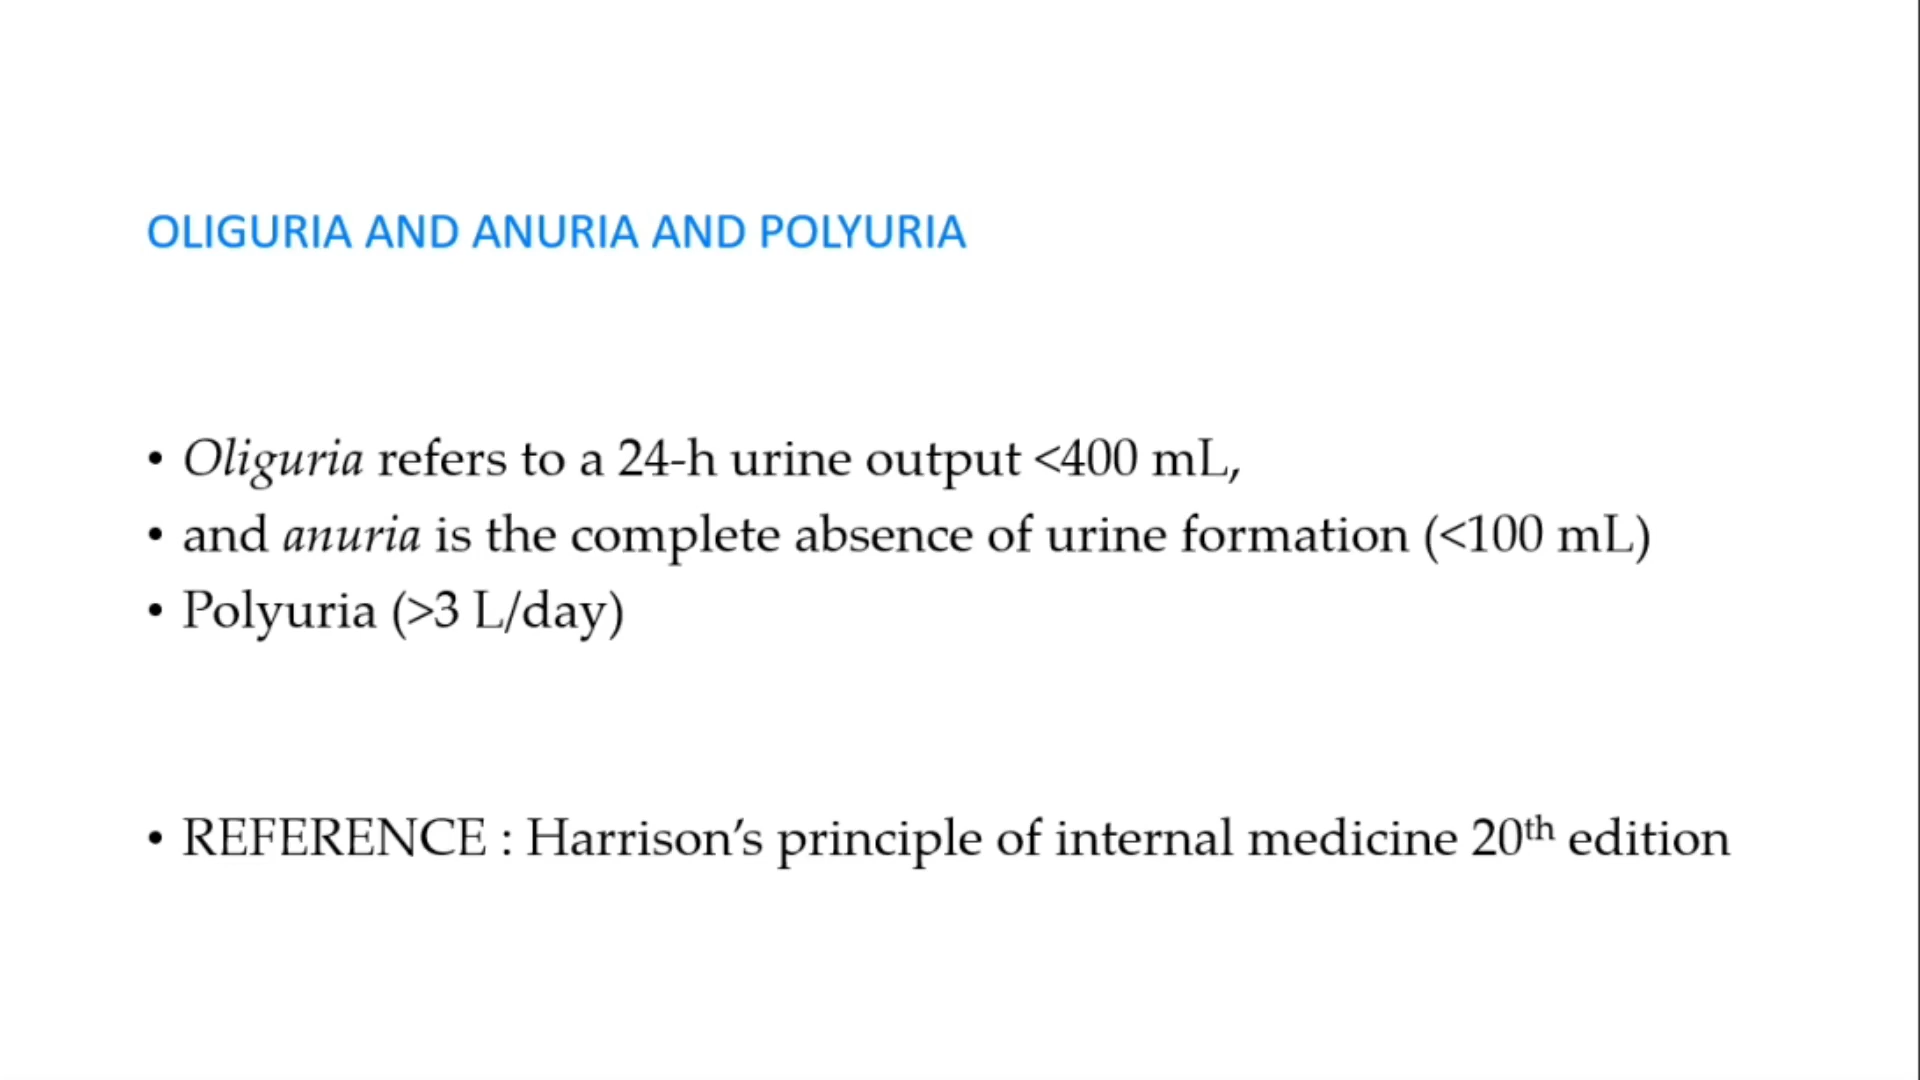 OLIGURIA AND ANURIA AND POLYURIA
• Oliguria refers to a 24-h urine output <400 mL,
• and anuria is the complete absence of urine formation (<100 mL)
• Polyuria (>3 L/day)
• REFERENCE : Harrison’s principle of internal medicine 20th edition